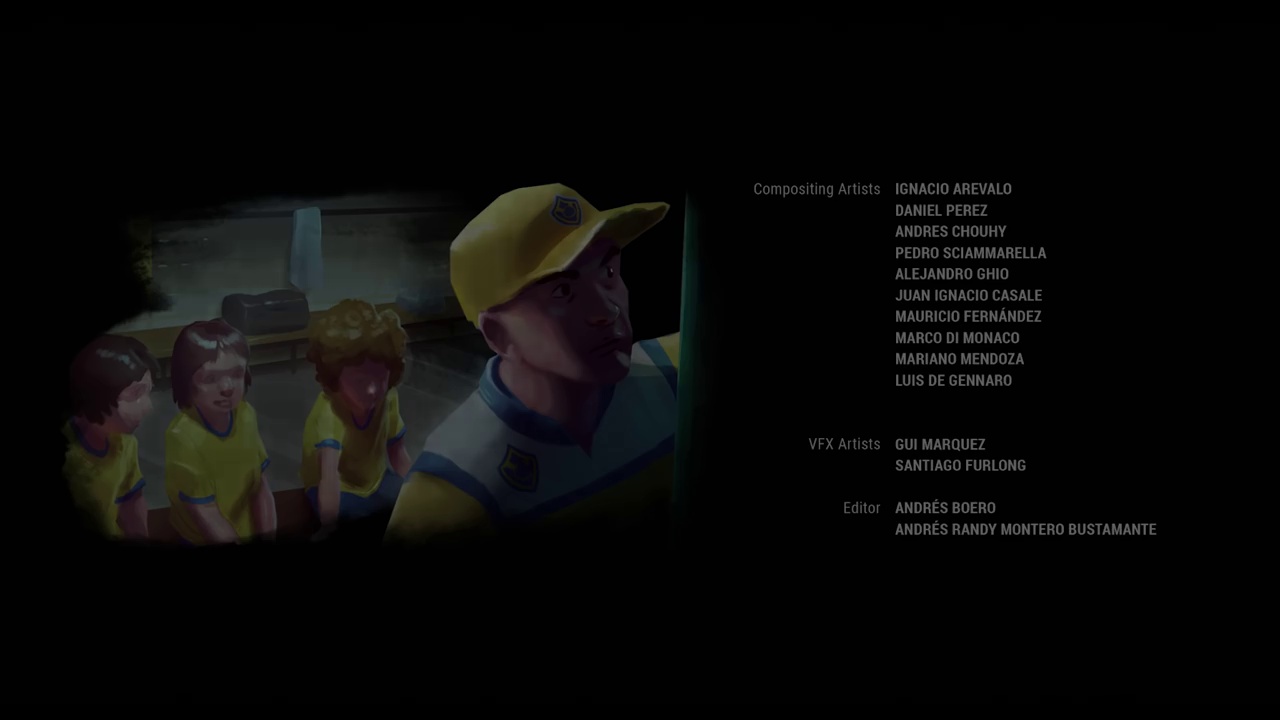 Compositing Artists IGNACIO AREVALO
DANIEL PEREZ
ANDRES CHOUHY
PEDRO SCIAMMARELLA
ALEJANDRO GHIO
JUAN IGNACIO CASALE
MAURICIO FERNÁNDEZ
MARCO DI MONACO
MARIANO MENDOZA
LUIS DE GENNARO
VFX Artists GUI MARQUEZ
SANTIAGO FURLONG
Editor ANDRÉS BOERO
ANDRÉS RANDY MONTERO BUSTAMANTE